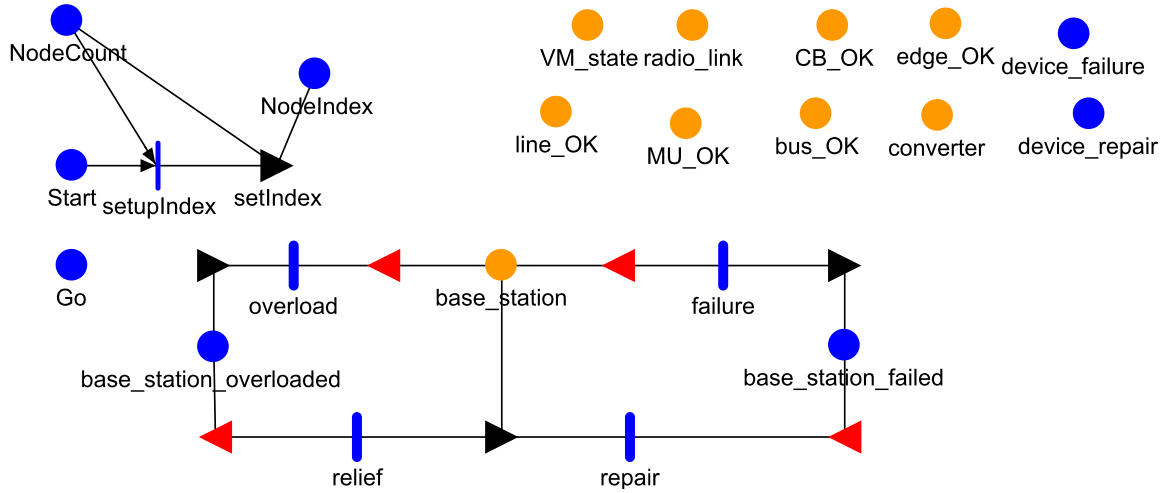 NodeCount
VM_state
radio_link
CB_OK
edge_OK
device_failure
NodeIndex
line_OK
MU_OK
bus_OK
converter
device_repair
Start
setupIndex
setIndex
Go
overload
base_station
failure
base_station_overloaded
base_station_failed
relief
repair